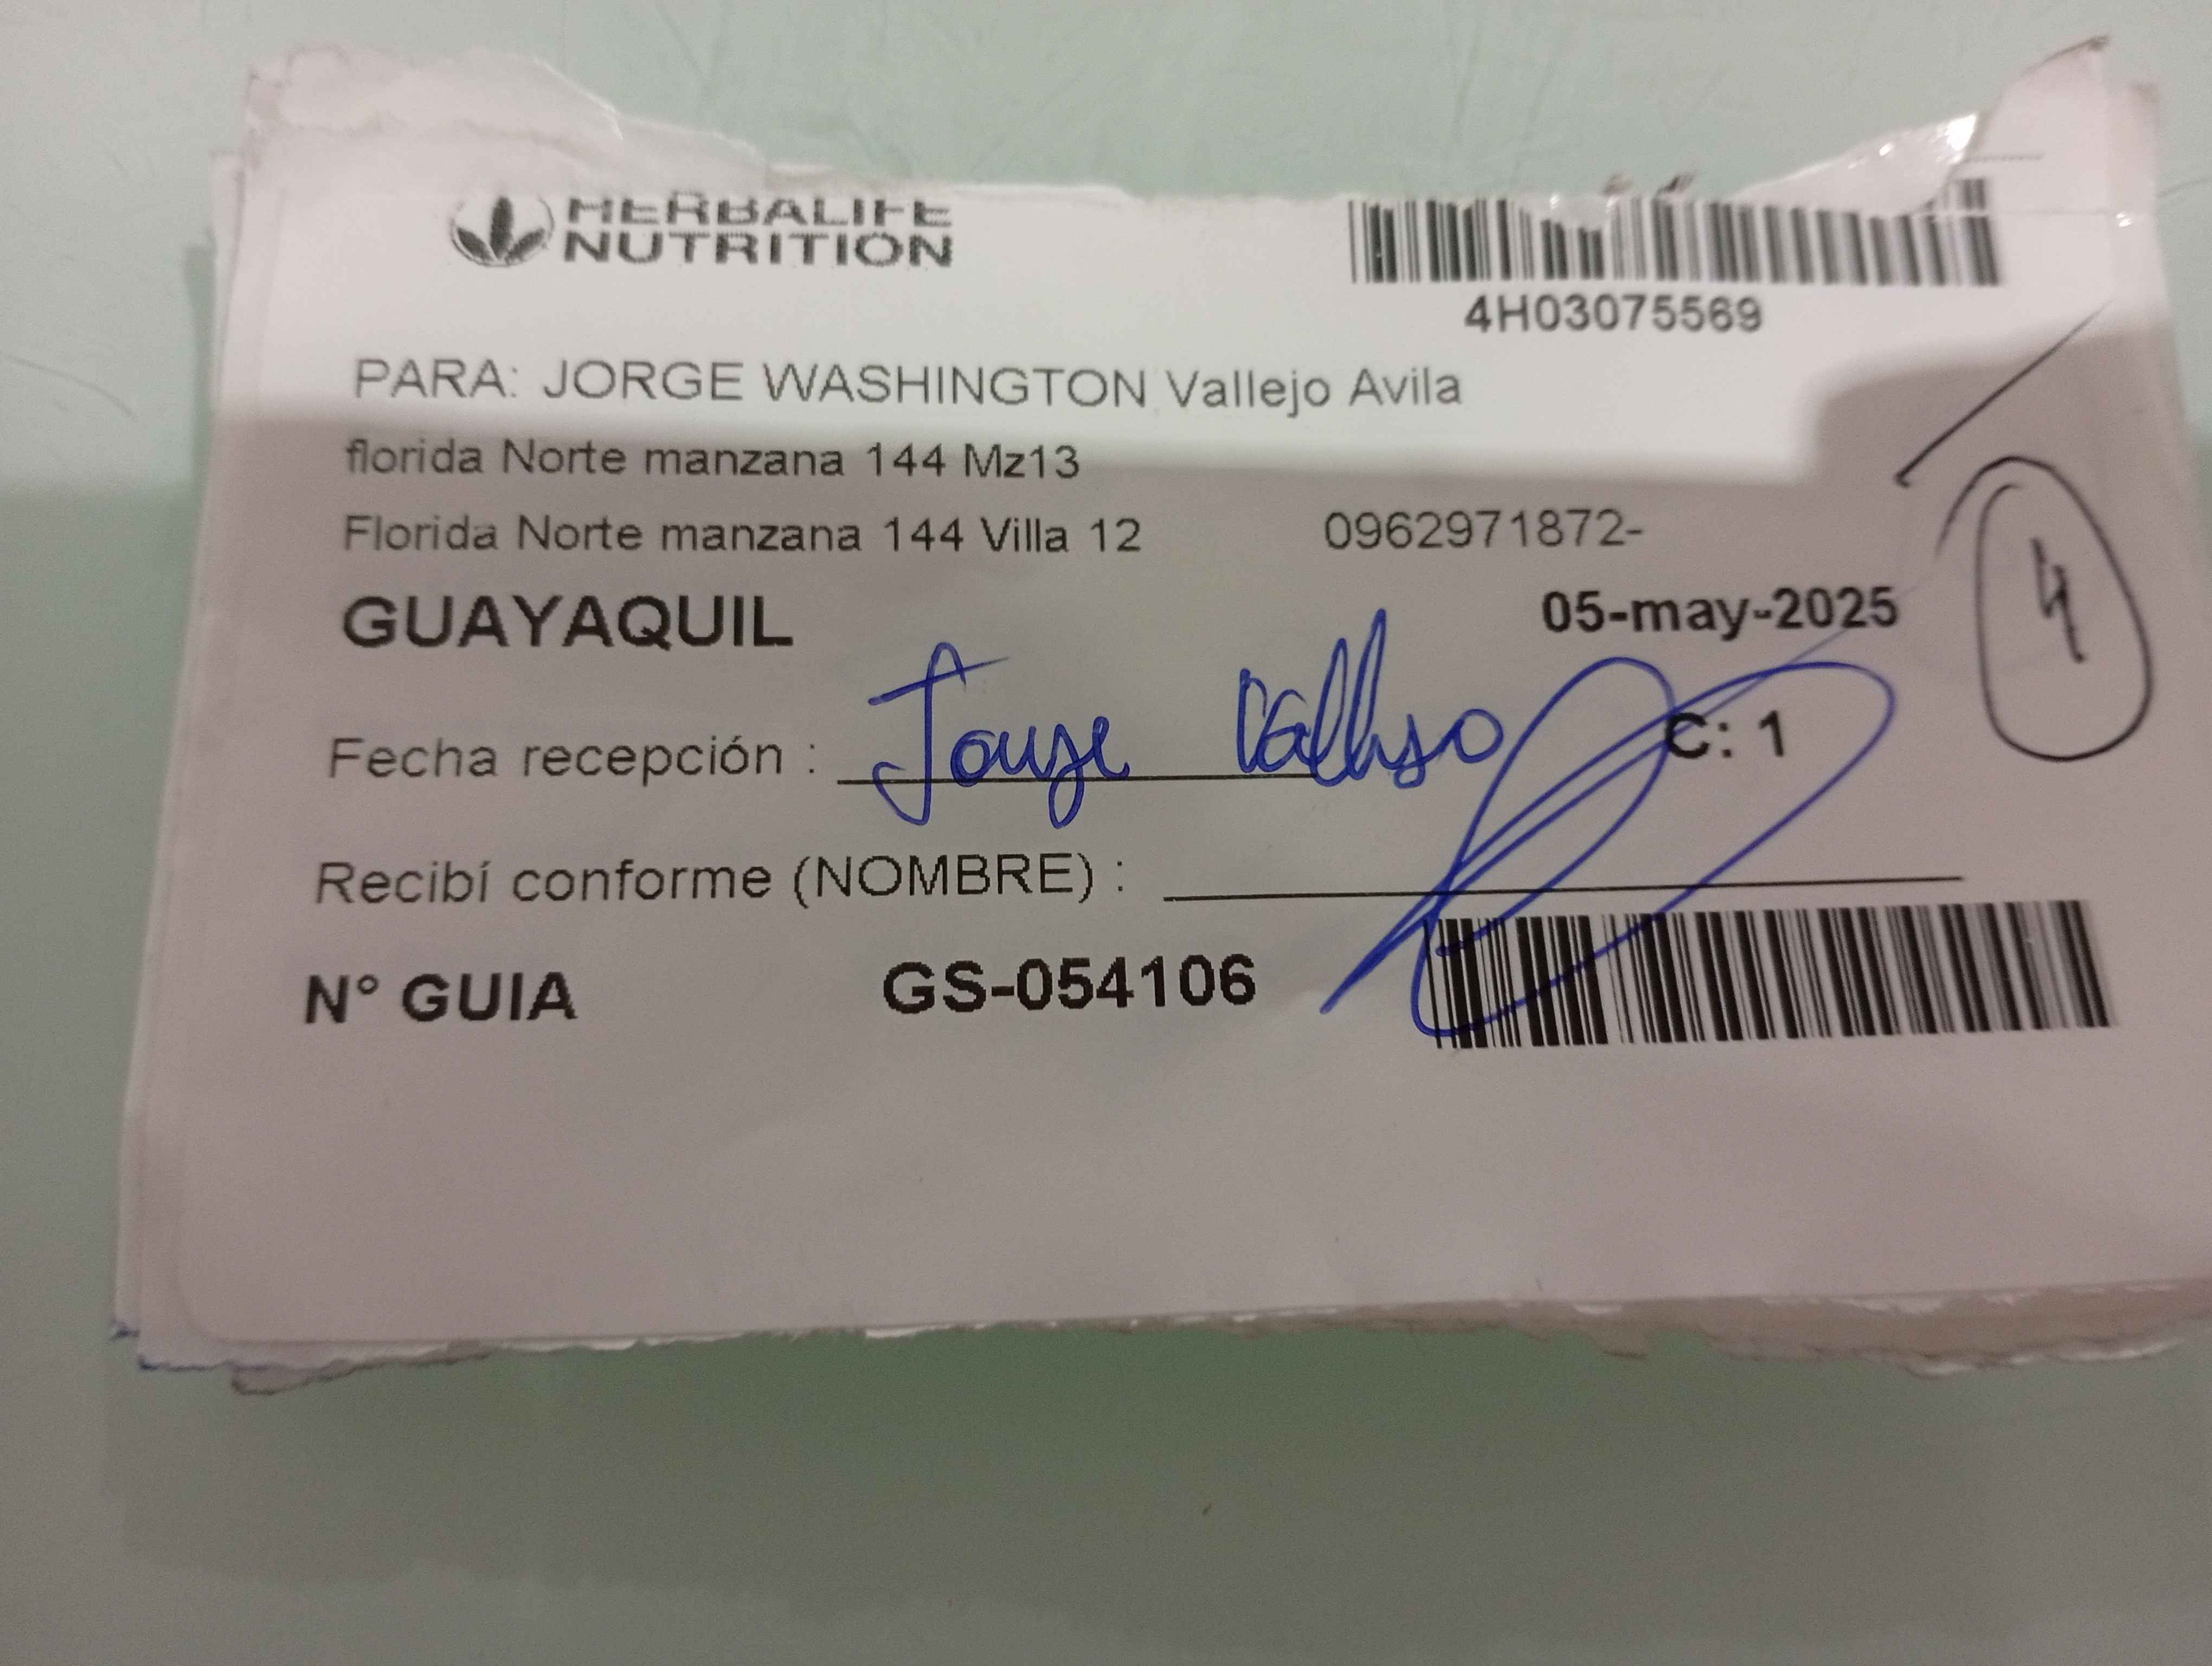 HERBALIFE
NUTRITION
4H03075569
PARA: JORGE WASHINGTON Vallejo Avila
florida Norte manzana 144 Mz13
Florida Norte manzana 144 Villa 12 0962971872-
GUAYAQUIL 05-may-2025
4
Fecha recepción : Jorge Vallejo C: 1
Recibí conforme (NOMBRE) :
N° GUIA GS-054106